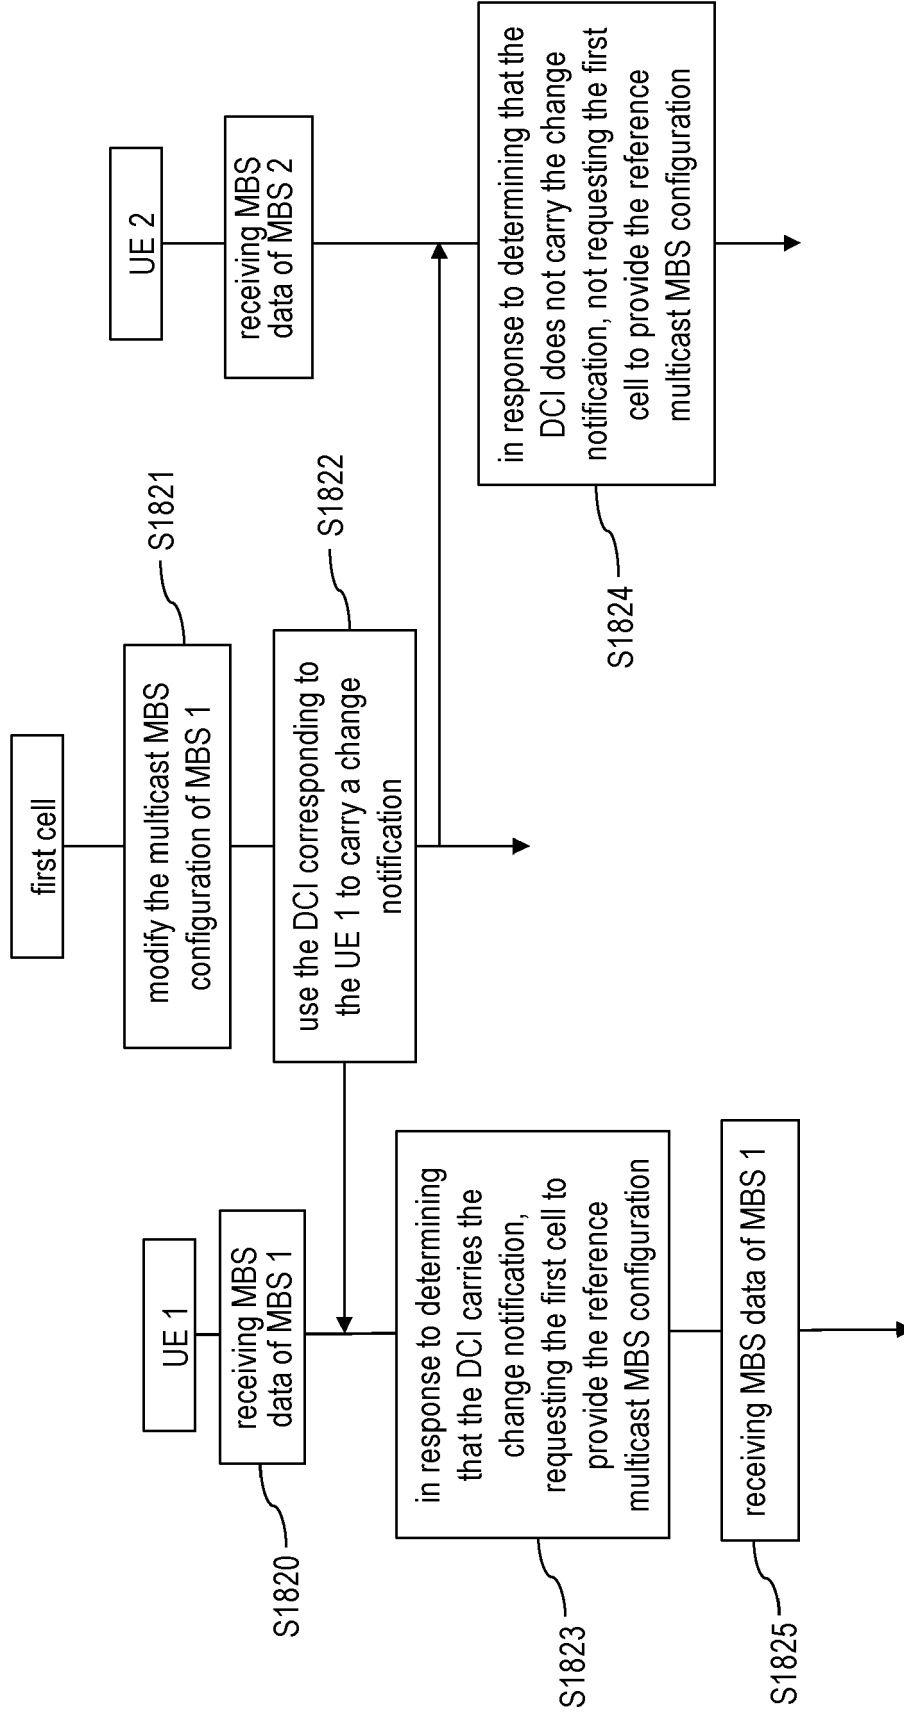 UE 1
receiving MBS
data of MBS 1
S1820
in response to determining
that the DCI carries the
change notification,
requesting the first cell to
provide the reference
multicast MBS configuration
S1823
receiving MBS data of MBS 1
S1825
first cell
modify the multicast MBS
configuration of MBS 1
S1821
use the DCI corresponding to
the UE 1 to carry a change
notification
S1822
UE 2
receiving MBS
data of MBS 2
in response to determining that the
DCI does not carry the change
notification, not requesting the first
cell to provide the reference
multicast MBS configuration
S1824